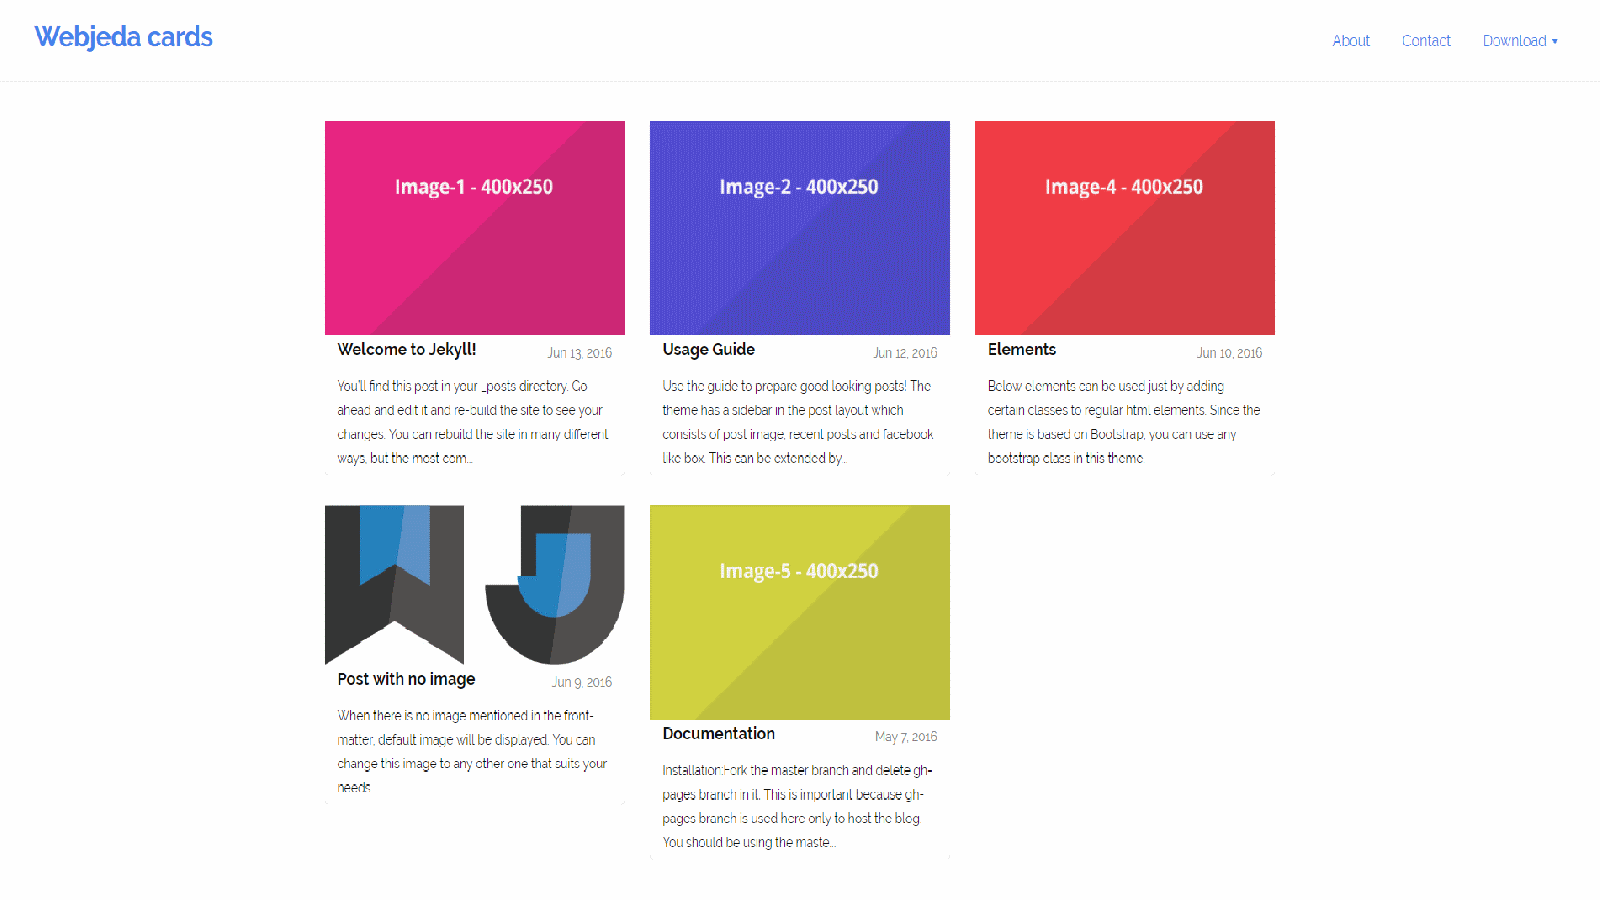 Webjeda cards
About Contact Download ▾
Image-1 - 400x250
Welcome to Jekyll! Jun 13, 2016
You'll find this post in your _posts directory. Go
ahead and edit it and re-build the site to see your
changes. You can rebuild the site in many different
ways, but the most com...
Image-2 - 400x250
Usage Guide Jun 12, 2016
Use the guide to prepare good looking posts! The
theme has a sidebar in the post layout which
consists of post image, recent posts and facebook
like box. This can be extended by...
Image-4 - 400x250
Elements Jun 10, 2016
Below elements can be used just by adding
certain classes to regular html elements. Since the
theme is based on Bootstrap, you can use any
bootstrap class in this theme
WJ
Post with no image Jun 9, 2016
When there is no image mentioned in the front-
matter, default image will be displayed. You can
change this image to any other one that suits your
needs
Image-5 - 400x250
Documentation May 7, 2016
Installation:Fork the master branch and delete gh-
pages branch in it. This is important because gh-
pages branch is used here only to host the blog.
You should be using the maste...